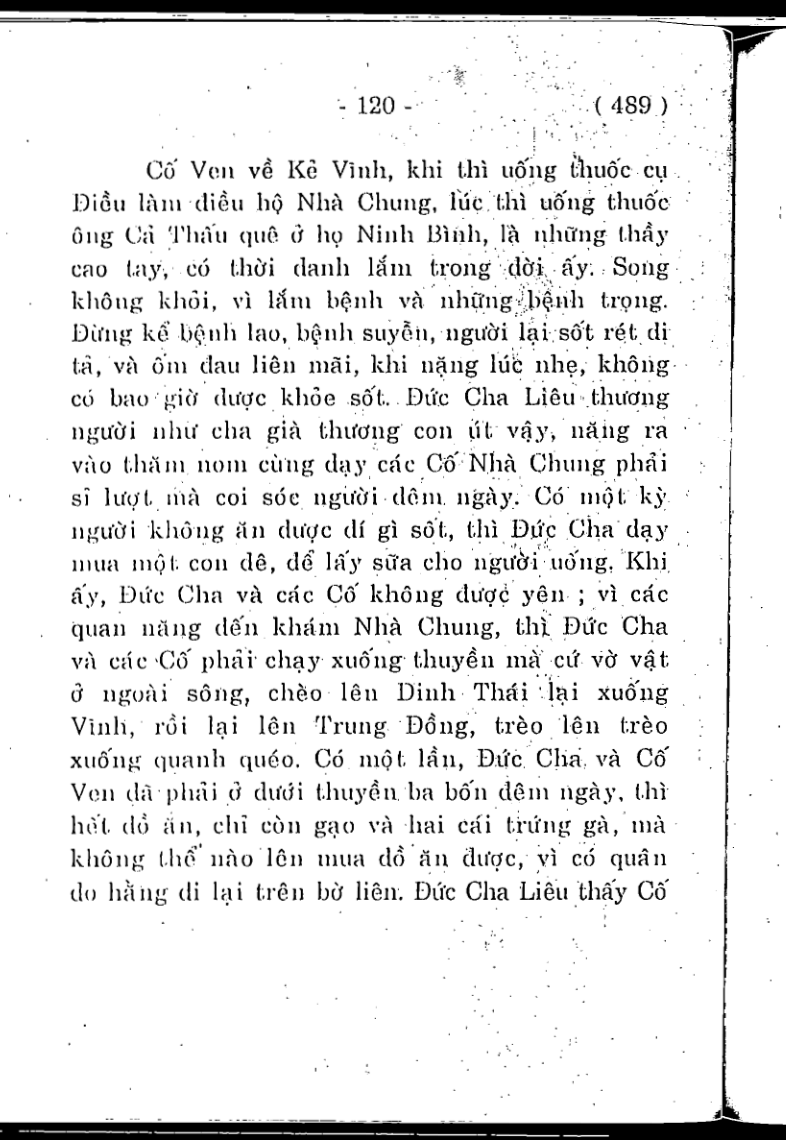 - 120 - ( 489 )
Cố Ven về Kẻ Vĩnh, khi thì uống thuốc cụ
Điều làm điều hộ Nhà Chung, lúc thì uống thuốc
ông Cả Thấu quê ở họ Ninh Bình, là những thầy
cao tay, có thời danh lắm trong đời ấy. Song
không khỏi, vì lắm bệnh và những bệnh trọng.
Đừng kể bệnh lao, bệnh suyễn, người lại sốt rét di
tả, và ốm đau liên mãi, khi nặng lúc nhẹ, không
có bao giờ được khỏe sốt. Đức Cha Liêu thương
người như cha già thương con út vậy, năng ra
vào thăm nom cùng dạy các Cố Nhà Chung phải
sỉ lượt mà coi sóc người đêm ngày. Có một kỳ
người không ăn được dí gì sốt, thì Đức Cha dạy
mua một con dê, để lấy sữa cho người uống. Khi
ấy, Đức Cha và các Cố không được yên ; vì các
quan năng đến khám Nhà Chung, thì Đức Cha
và các Cố phải chạy xuống thuyền mà cứ vờ vật
ở ngoài sông, chèo lên Dinh Thái lại xuống
Vĩnh, rồi lại lên Trung Đồng, trèo lên trèo
xuống quanh quéo. Có một lần, Đức Cha và Cố
Ven đã phải ở dưới thuyền ba bốn đêm ngày, thì
hết đồ ăn, chỉ còn gạo và hai cái trứng gà, mà
không thể nào lên mua đồ ăn được, vì có quân
do hằng đi lại trên bờ liên. Đức Cha Liêu thấy Cố